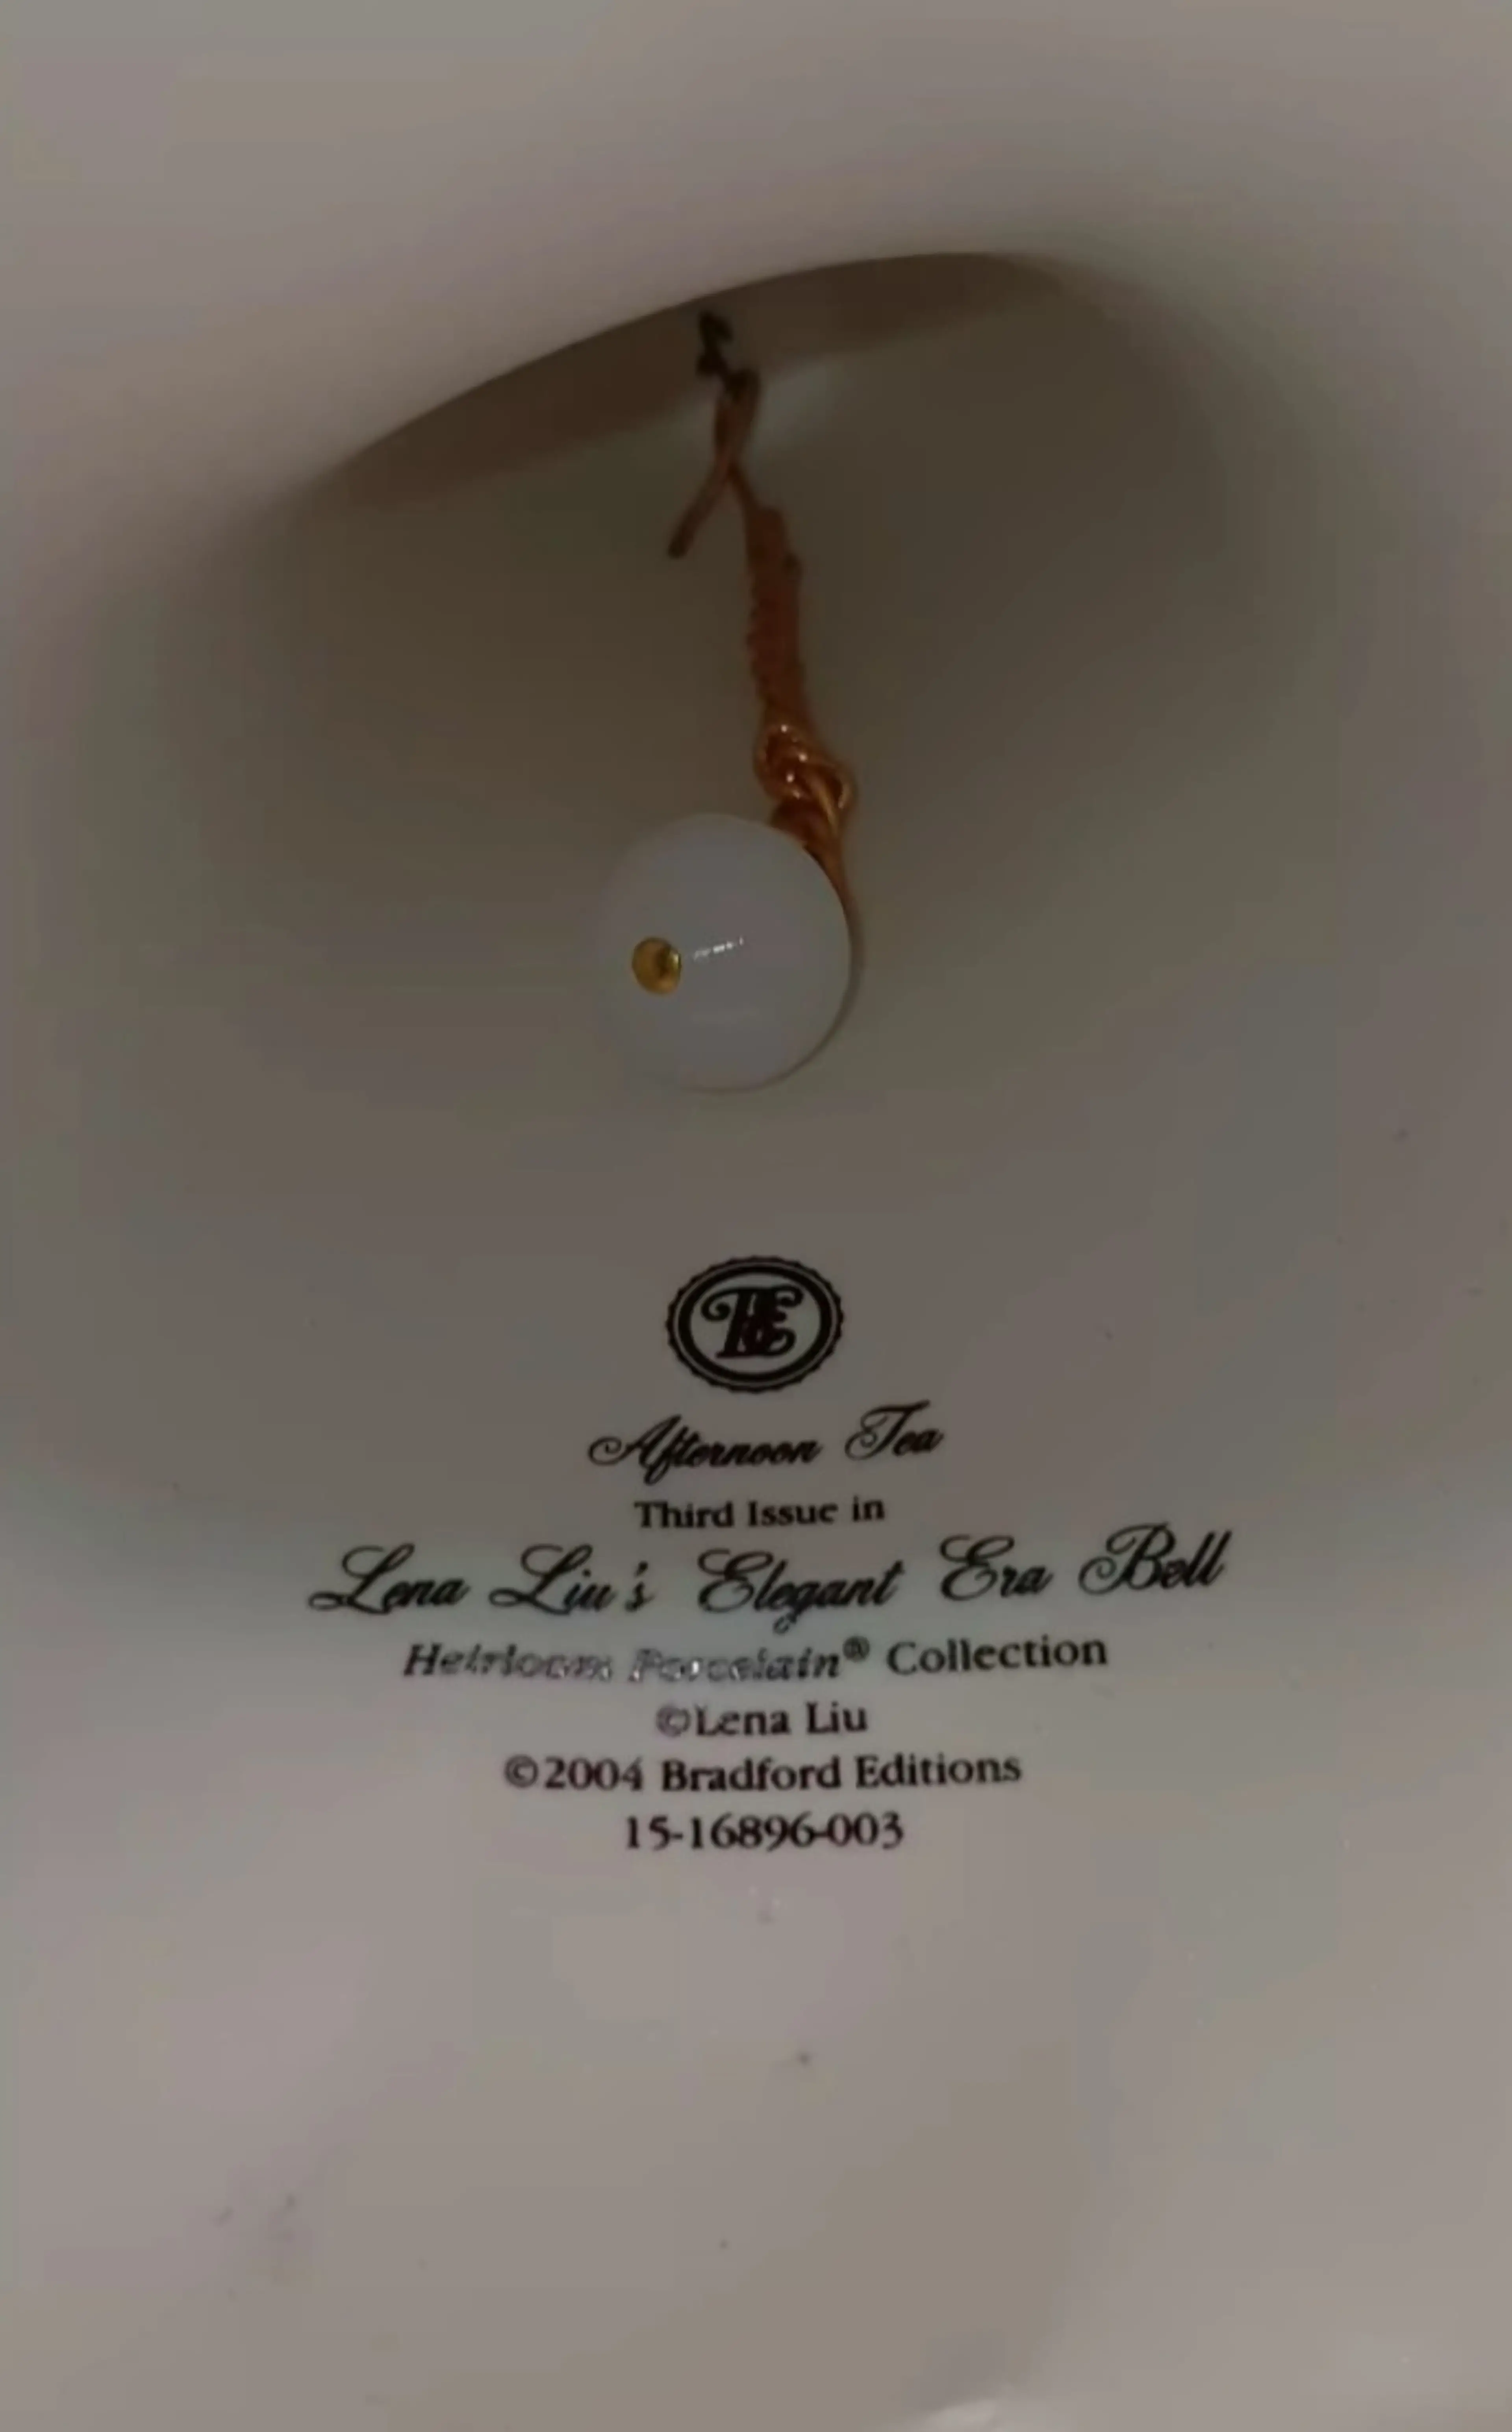 BE
Afternoon Tea
Third Issue in
Lena Liu's Elegant Era Bell
Heirloom Porcelain® Collection
©Lena Liu
©2004 Bradford Editions
15-16896-003